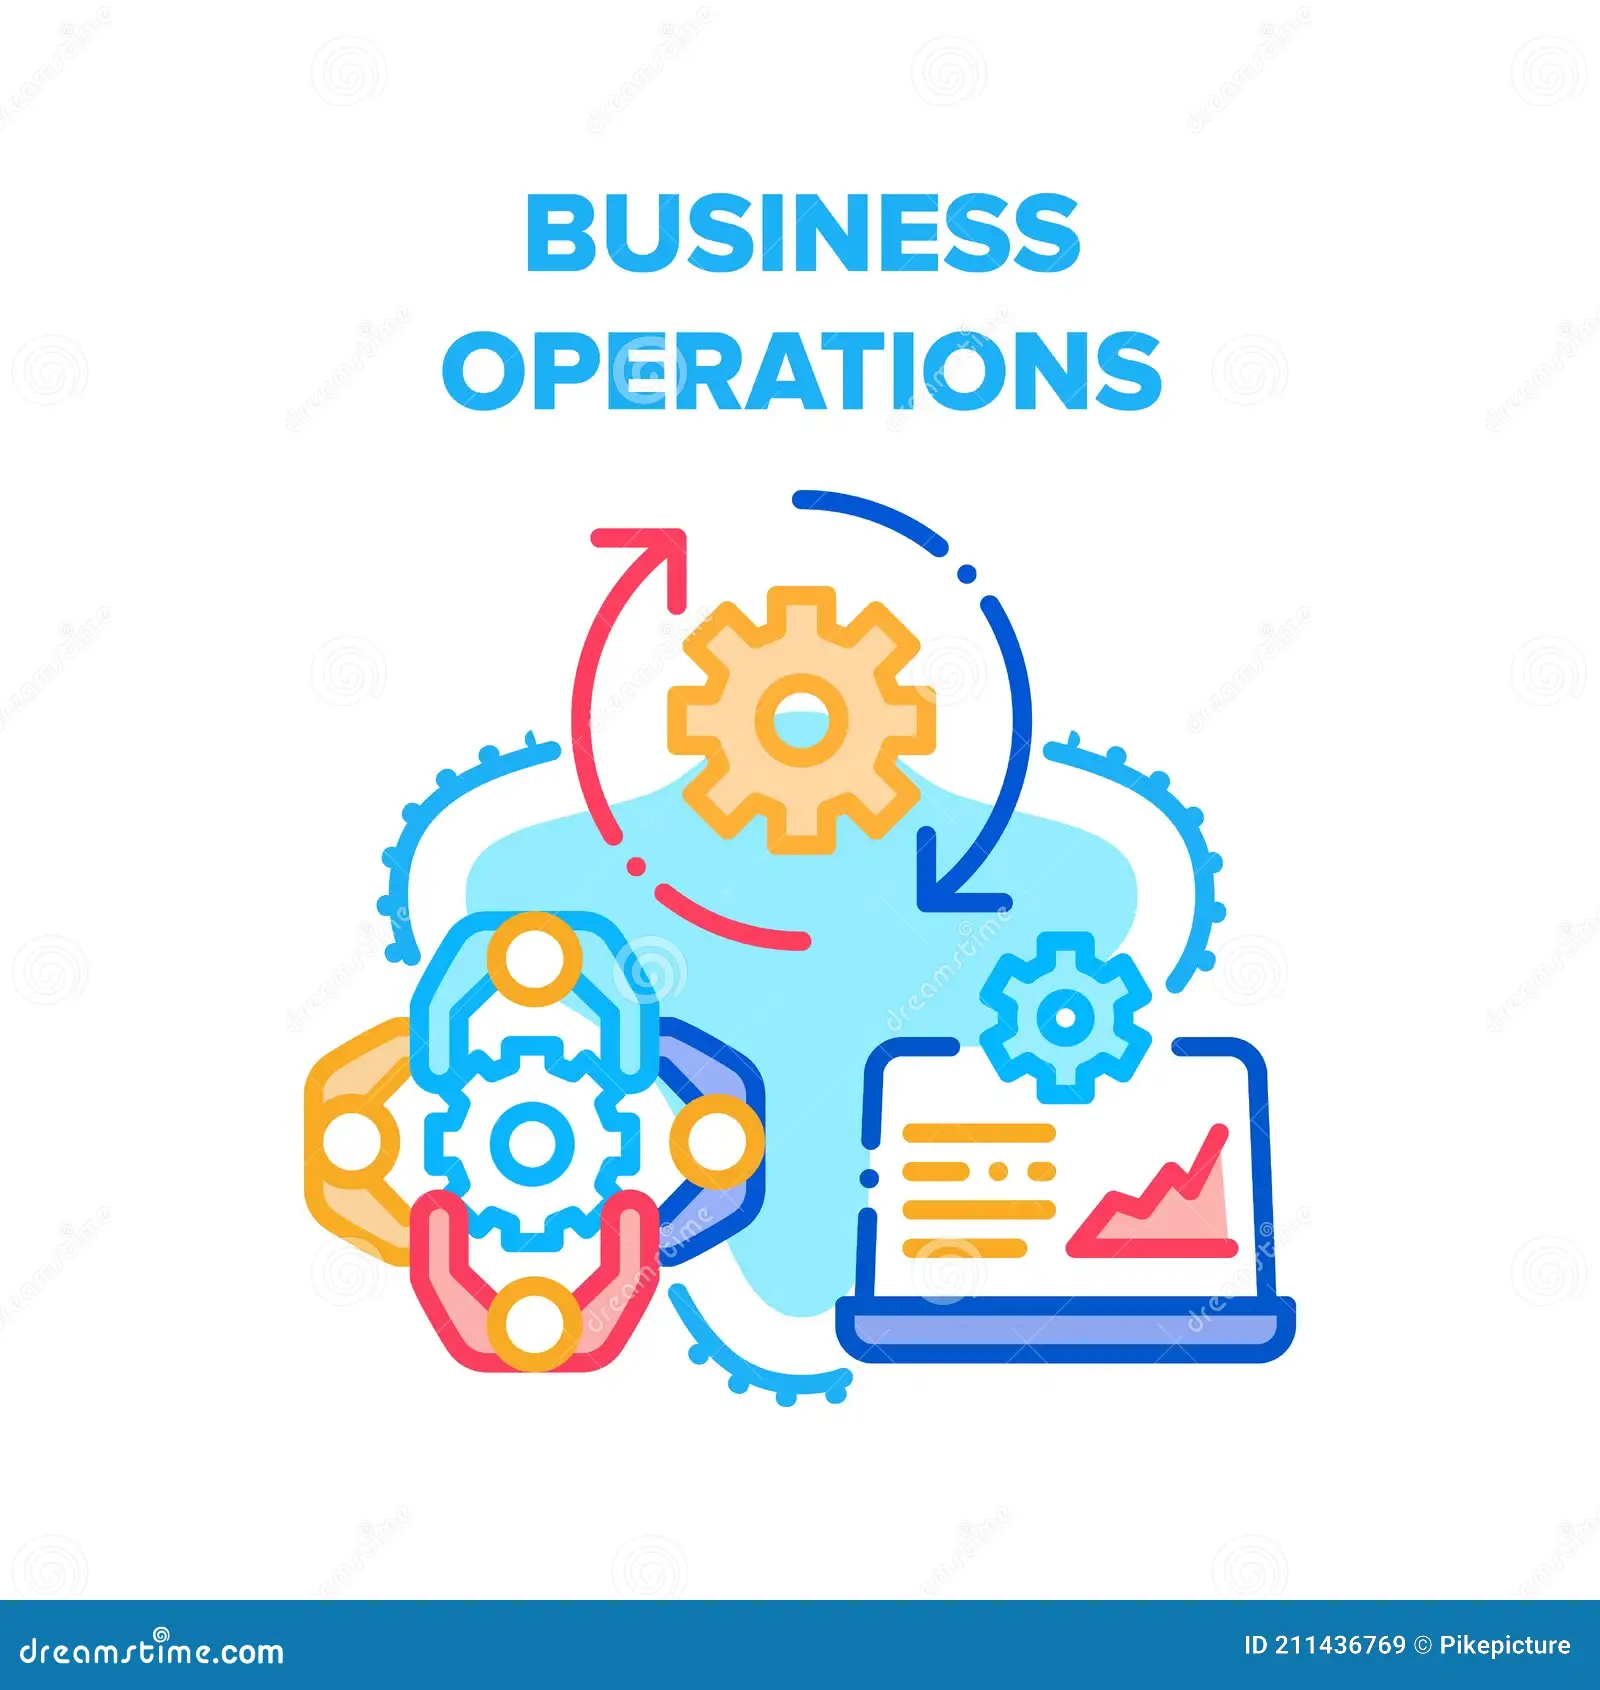 BUSINESS
OPERATIONS
dreamstime.com
ID 211436769 © Pikepicture